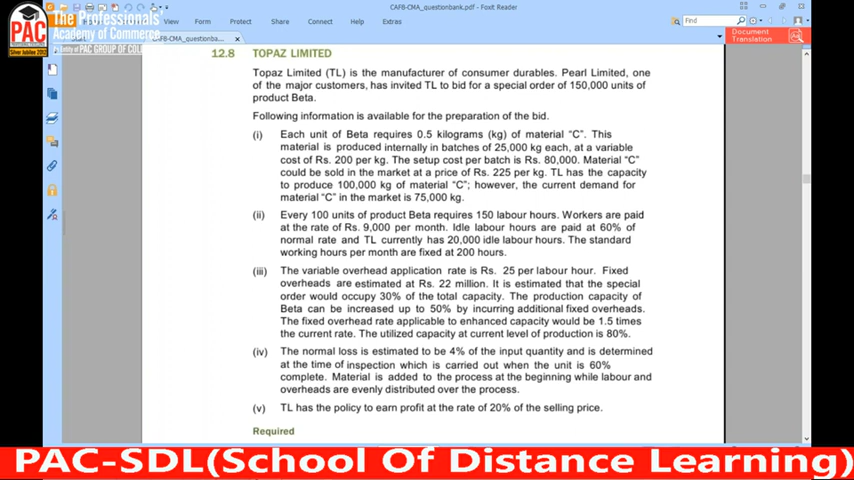 CAFB-CMA_questionbank.pdf - Foxit Reader
View Form Protect Share Connect Help Extras
Find
PAC
Silver Jubilee
The Professionals
Academy of Commerce
CAFB-CMA_questionba...
Document
Translation
12.8 TOPAZ LIMITED
Topaz Limited (TL) is the manufacturer of consumer durables. Pearl Limited, one
of the major customers, has invited TL to bid for a special order of 150,000 units of
product Beta.
Following information is available for the preparation of the bid.
(i) Each unit of Beta requires 0.5 kilograms (kg) of material “C”. This
material is produced internally in batches of 25,000 kg each, at a variable
cost of Rs. 200 per kg. The setup cost per batch is Rs. 80,000. Material “C”
could be sold in the market at a price of Rs. 225 per kg. TL has the capacity
to produce 100,000 kg of material “C”; however, the current demand for
material “C” in the market is 75,000 kg.
(ii) Every 100 units of product Beta requires 150 labour hours. Workers are paid
at the rate of Rs. 9,000 per month. Idle labour hours are paid at 60% of
normal rate and TL currently has 20,000 idle labour hours. The standard
working hours per month are fixed at 200 hours.
(iii) The variable overhead application rate is Rs. 25 per labour hour. Fixed
overheads are estimated at Rs. 22 million. It is estimated that the special
order would occupy 30% of the total capacity. The production capacity of
Beta can be increased up to 50% by incurring additional fixed overheads.
The fixed overhead rate applicable to enhanced capacity would be 1.5 times
the current rate. The utilized capacity at current level of production is 80%.
(iv) The normal loss is estimated to be 4% of the input quantity and is determined
at the time of inspection which is carried out when the unit is 60%
complete. Material is added to the process at the beginning while labour and
overheads are evenly distributed over the process.
(v) TL has the policy to earn profit at the rate of 20% of the selling price.
Required
PAC-SDL(School Of Distance Learning)